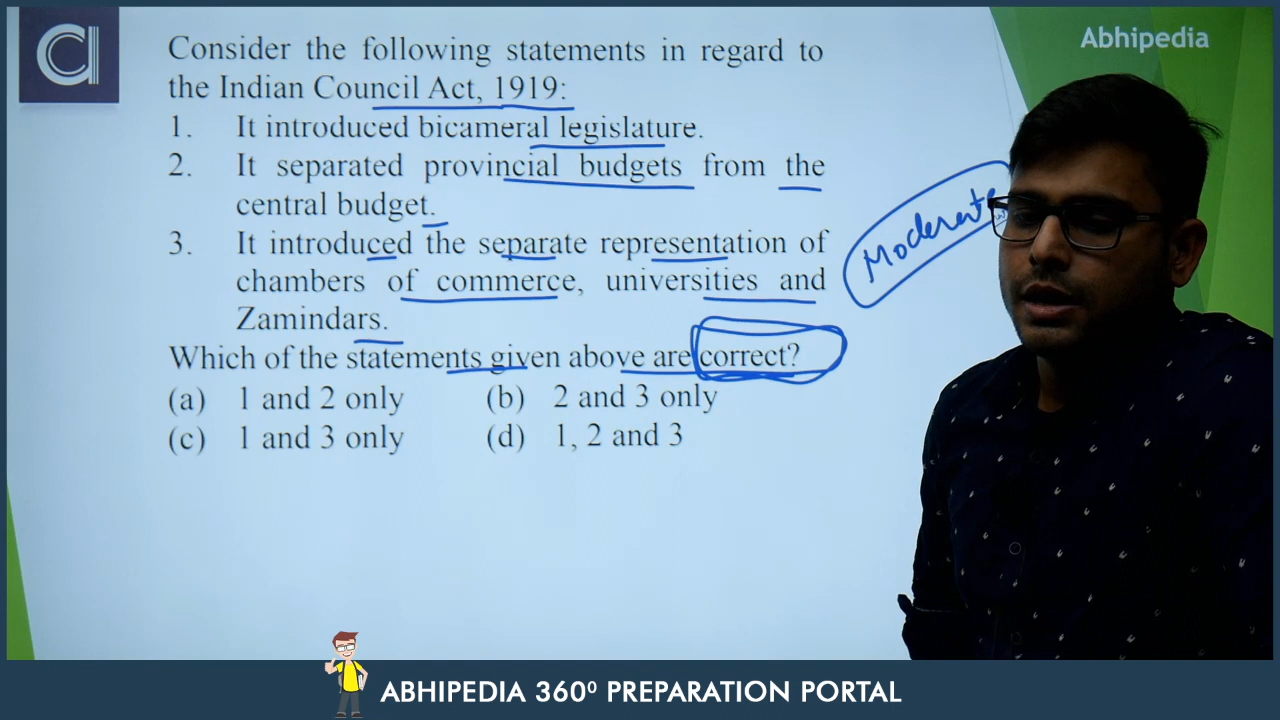 Abhipedia
Consider the following statements in regard to
the Indian Council Act, 1919:
1. It introduced bicameral legislature.
2. It separated provincial budgets from the
central budget.
3. It introduced the separate representation of
chambers of commerce, universities and
Zamindars.
Which of the statements given above are correct?
(a) 1 and 2 only (b) 2 and 3 only
(c) 1 and 3 only (d) 1, 2 and 3
Moderate
ABHIPEDIA 360⁰ PREPARATION PORTAL